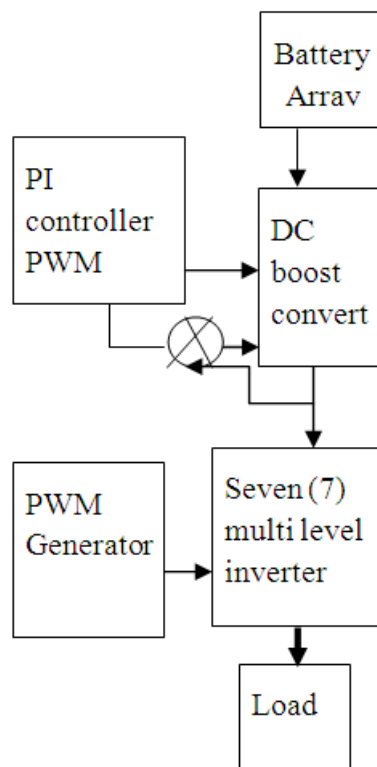 Battery
Arrav
PI
controller
PWM
DC
boost
convert
PWM
Generator
Seven (7)
multi level
inverter
Load